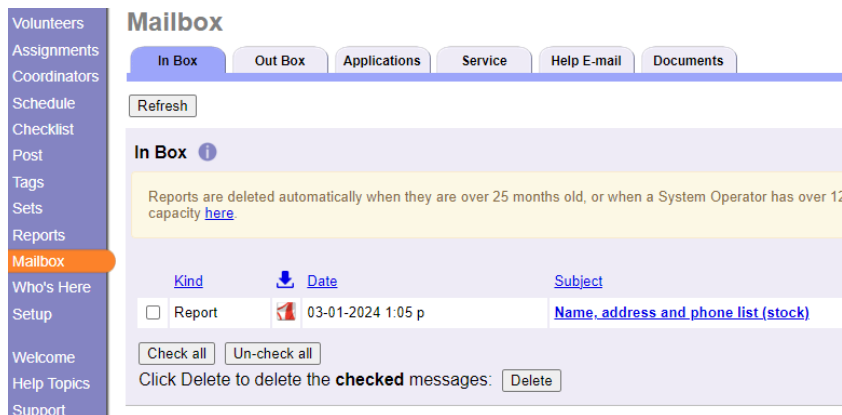 Volunteers
Assignments
Coordinators
Schedule
Checklist
Post
Tags
Sets
Reports
Mailbox
Who's Here
Setup
Welcome
Help Topics
Support
Mailbox
In Box Out Box Applications Service Help E-mail Documents
Refresh
In Box
Reports are deleted automatically when they are over 25 months old, or when a System Operator has over 12
capacity here.
Kind Date Subject
Report 03-01-2024 1:05 p Name, address and phone list (stock)
Check all Un-check all
Click Delete to delete the checked messages: Delete